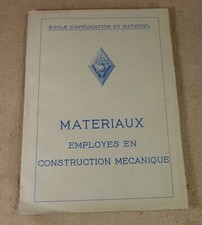 ECOLE D'APPLICATION DU MATERIEL
MATERIAUX
EMPLOYES EN
CONSTRUCTION MECANIQUE